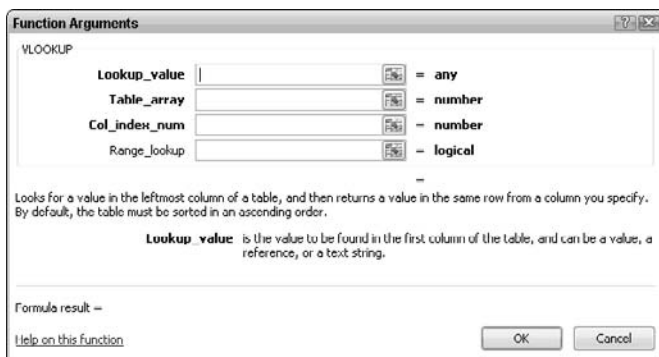 Function Arguments
VLOOKUP
Lookup_value = any
Table_array = number
Col_index_num = number
Range_lookup = logical
=
Looks for a value in the leftmost column of a table, and then returns a value in the same row from a column you specify.
By default, the table must be sorted in an ascending order.
Lookup_value is the value to be found in the first column of the table, and can be a value, a
reference, or a text string.
Formula result =
Help on this function
OK Cancel